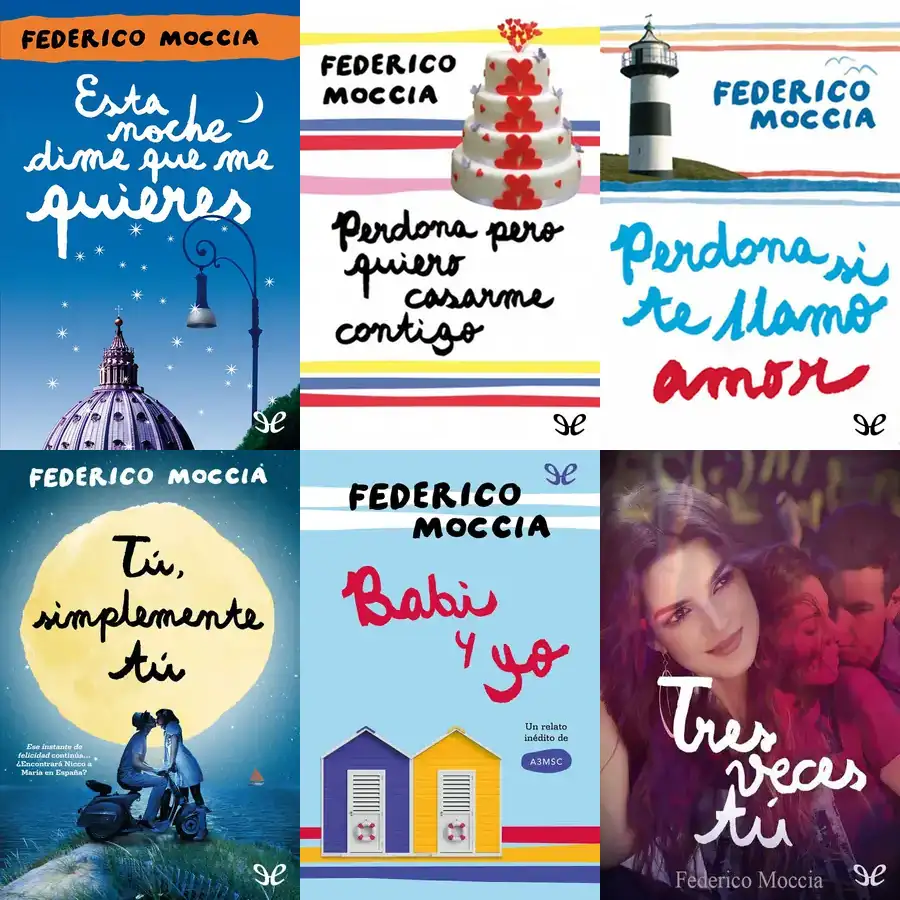 FEDERICO MOCCIA
Esta
noche
dime que me
quieres
FEDERICO
MOCCIA
Perdona pero
quiero
casarme
contigo
FEDERICO
MOCCIA
Perdona si
te llamo
amor
FEDERICO MOCCIA
Tú,
simplemente
tú
Ese instante de
felicidad continúa...
¿Encontrará Nicco a
María en España?
FEDERICO
MOCCIA
Babi
y yo
Un relato
inédito de
A3MSC
Tres
veces
tú
Federico Moccia